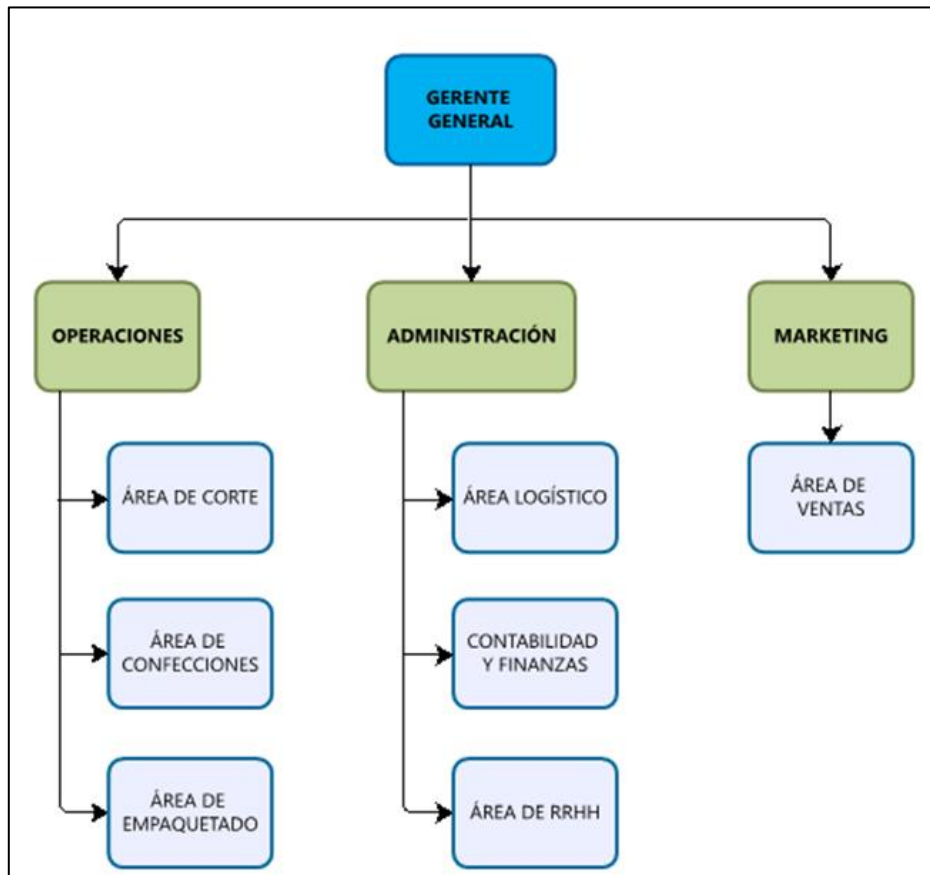 GERENTE
GENERAL
OPERACIONES
ADMINISTRACIÓN
MARKETING
ÁREA DE CORTE
ÁREA LOGÍSTICO
ÁREA DE
VENTAS
ÁREA DE
CONFECCIONES
CONTABILIDAD
Y FINANZAS
ÁREA DE
EMPAQUETADO
ÁREA DE RRHH